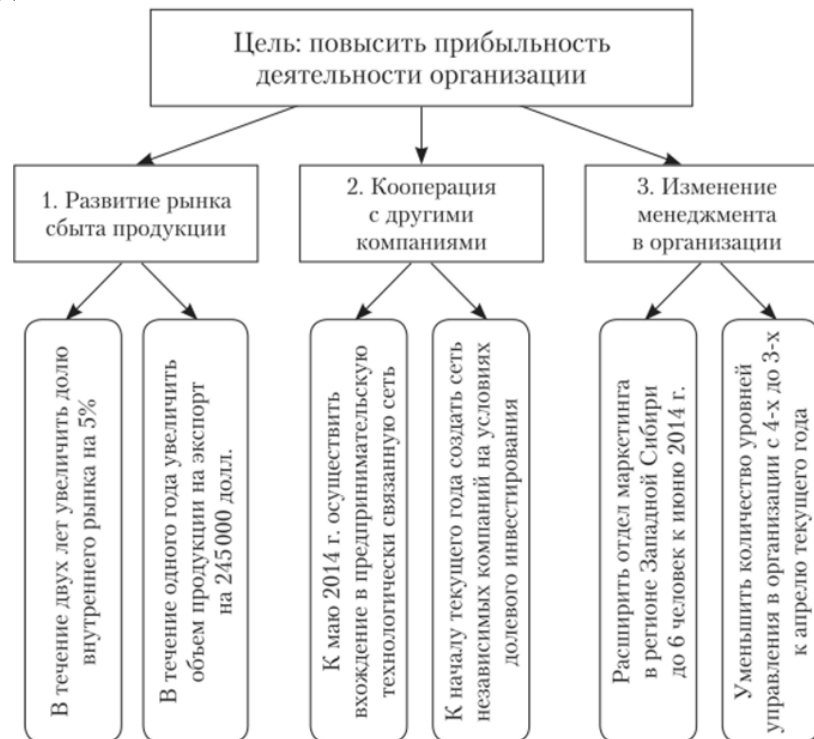 Цель: повысить прибыльность
деятельности организации
1. Развитие рынка
сбыта продукции
2. Кооперация
с другими
компаниями
3. Изменение
менеджмента
в организации
В течение двух лет увеличить долю
внутреннего рынка на 5%
В течение одного года увеличить
объем продукции на экспорт
на 245 000 долл.
К маю 2014 г. осуществить
вхождение в предпринимательскую
технологически связанную сеть
К началу текущего года создать сеть
независимых компаний на условиях
долевого инвестирования
Расширить отдел маркетинга
в регионе Западной Сибири
до 6 человек к июню 2014 г.
Уменьшить количество уровней
управления в организации с 4-х до 3-х
к апрелю текущего года